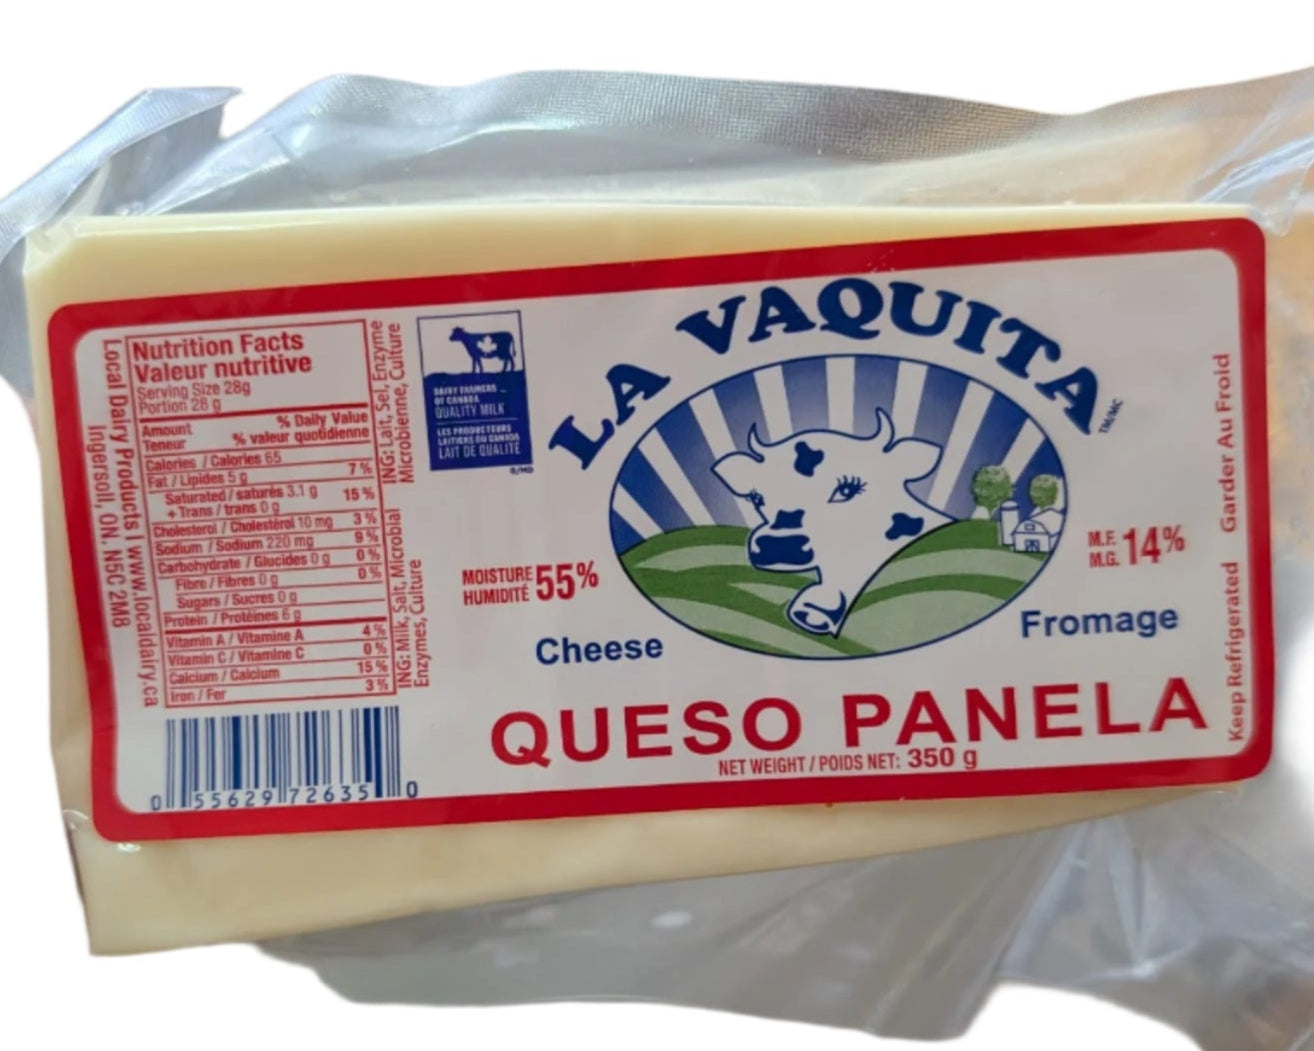 LA VAQUITA
TM/MC
MOISTURE
HUMIDITÉ
55%
M.F.
M.G.
14%
Cheese
Fromage
QUESO PANELA
NET WEIGHT / POIDS NET: 350 g
Keep Refrigerated Garder Au Froid
DAIRY FARMERS
OF CANADA
QUALITY MILK
LES PRODUCTEURS
LAITIERS DU CANADA
LAIT DE QUALITÉ
®/MD
ING: Lait, Sel, Enzyme
Microbienne, Culture
ING: Milk, Salt, Microbial
Enzymes, Culture
Nutrition Facts
Valeur nutritive
Serving Size 28g
Portion 28 g
Amount % Daily Value
Teneur % valeur quotidienne
Calories / Calories 65
Fat / Lipides 5 g 7 %
Saturated / saturés 3.1 g 15 %
+ Trans / trans 0 g
Cholesterol / Cholestérol 10 mg 3 %
Sodium / Sodium 220 mg 9 %
Carbohydrate / Glucides 0 g 0 %
Fibre / Fibres 0 g 0 %
Sugars / Sucres 0 g
Protein / Protéines 6 g
Vitamin A / Vitamine A 4 %
Vitamin C / Vitamine C 0 %
Calcium / Calcium 15 %
Iron / Fer 3 %
Local Dairy Products | www.localdairy.ca
Ingersoll, ON. N5C 2M8
0 55629 72635 0